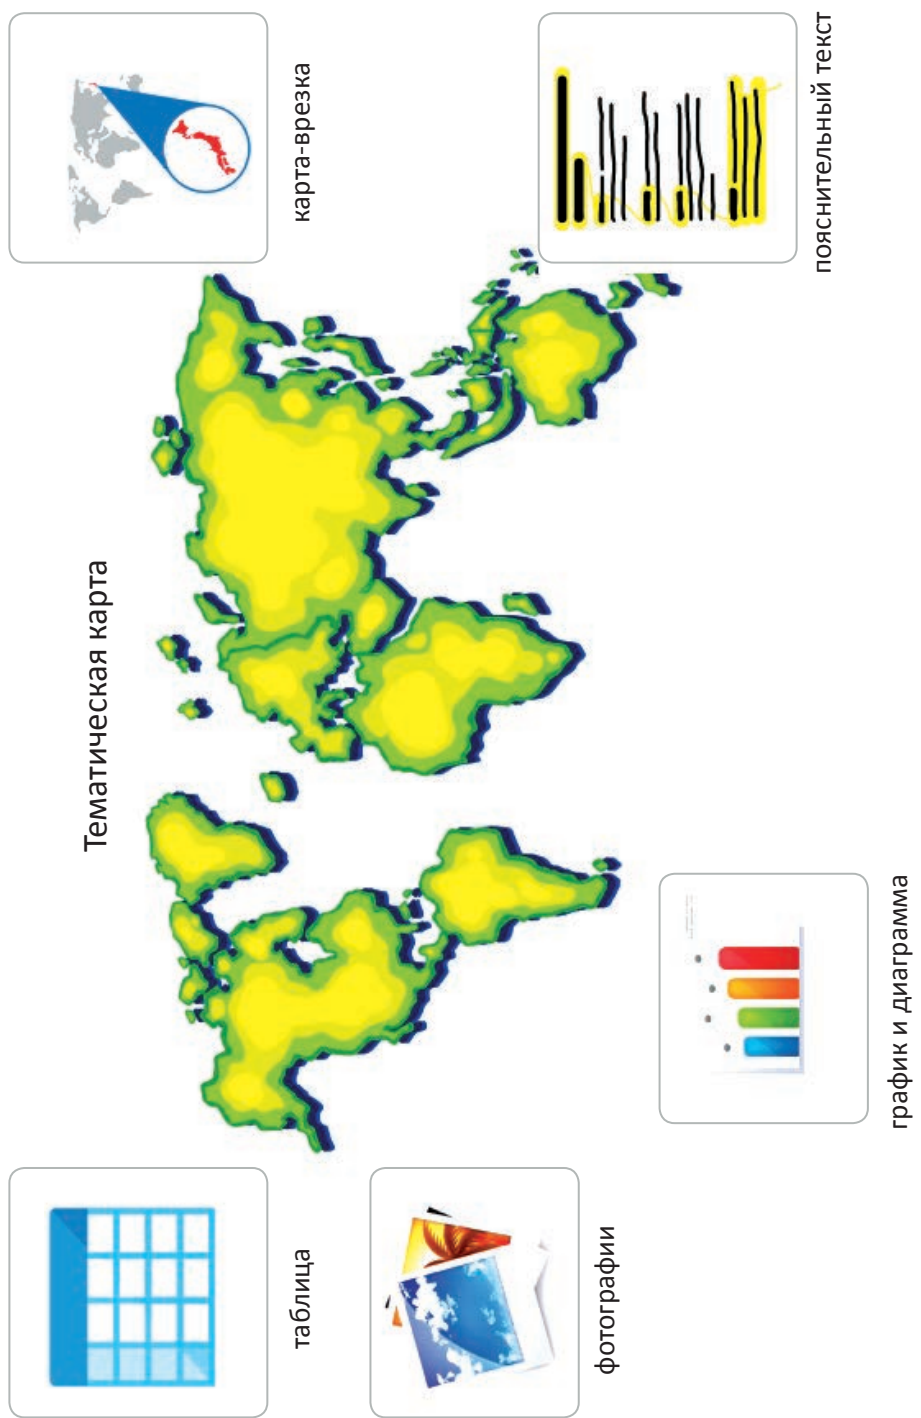 Тематическая карта
таблица
карта-врезка
фотографии
график и диаграмма
пояснительный текст